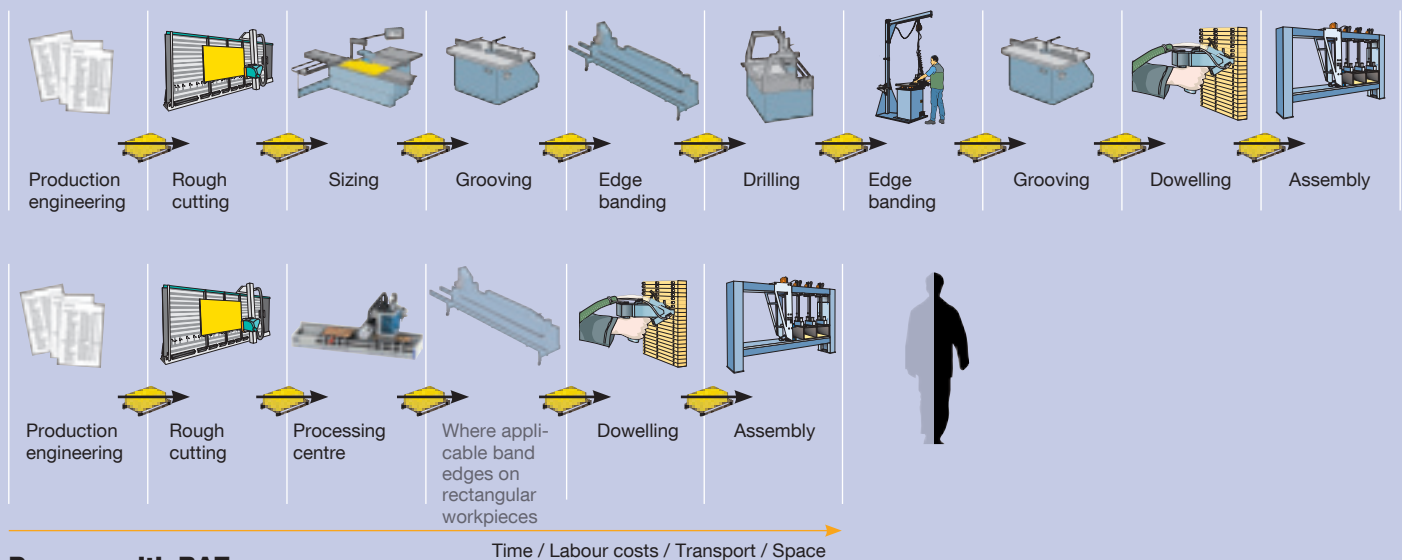 Production
engineering
Rough
cutting
Sizing
Grooving
Edge
banding
Drilling
Edge
banding
Grooving
Dowelling
Assembly
Production
engineering
Rough
cutting
Processing
centre
Where appli-
cable band
edges on
rectangular
workpieces
Dowelling
Assembly
Time / Labour costs / Transport / Space